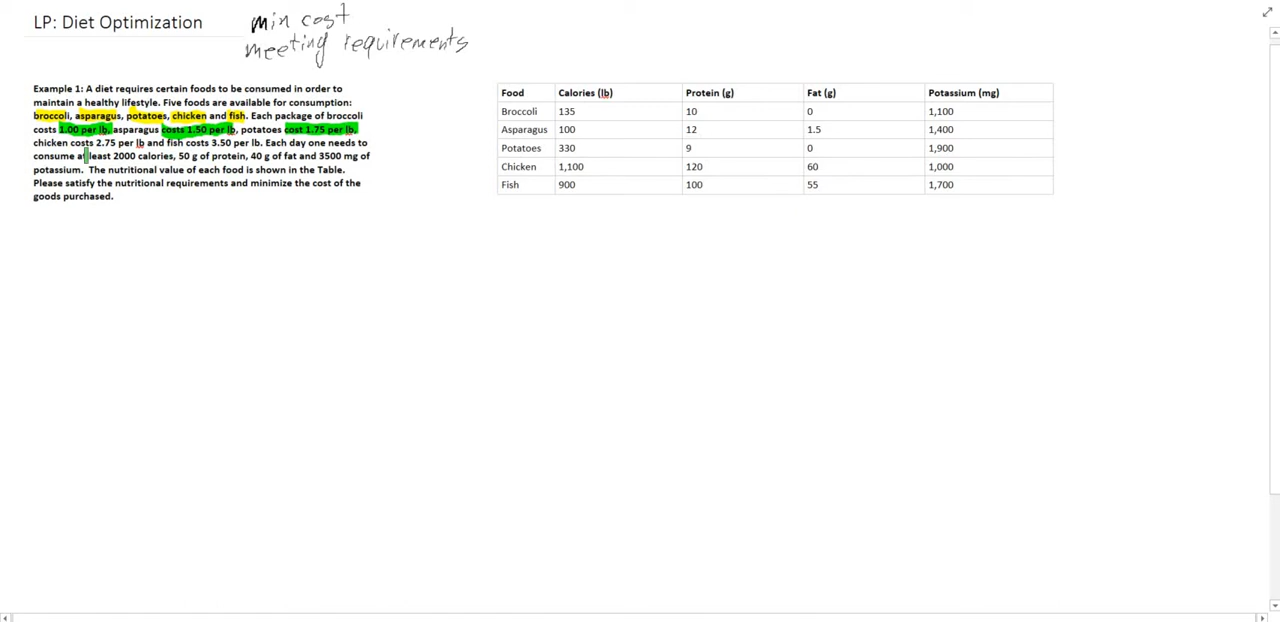 LP: Diet Optimization
min cost
meeting requirements
Example 1: A diet requires certain foods to be consumed in order to
maintain a healthy lifestyle. Five foods are available for consumption:
broccoli, asparagus, potatoes, chicken and fish. Each package of broccoli
costs 1.00 per lb, asparagus costs 1.50 per lb, potatoes cost 1.75 per lb,
chicken costs 2.75 per lb and fish costs 3.50 per lb. Each day one needs to
consume at least 2000 calories, 50 g of protein, 40 g of fat and 3500 mg of
potassium. The nutritional value of each food is shown in the Table.
Please satisfy the nutritional requirements and minimize the cost of the
goods purchased.
Food Calories (lb) Protein (g) Fat (g) Potassium (mg)
Broccoli 135 10 0 1,100
Asparagus 100 12 1.5 1,400
Potatoes 330 9 0 1,900
Chicken 1,100 120 60 1,000
Fish 900 100 55 1,700